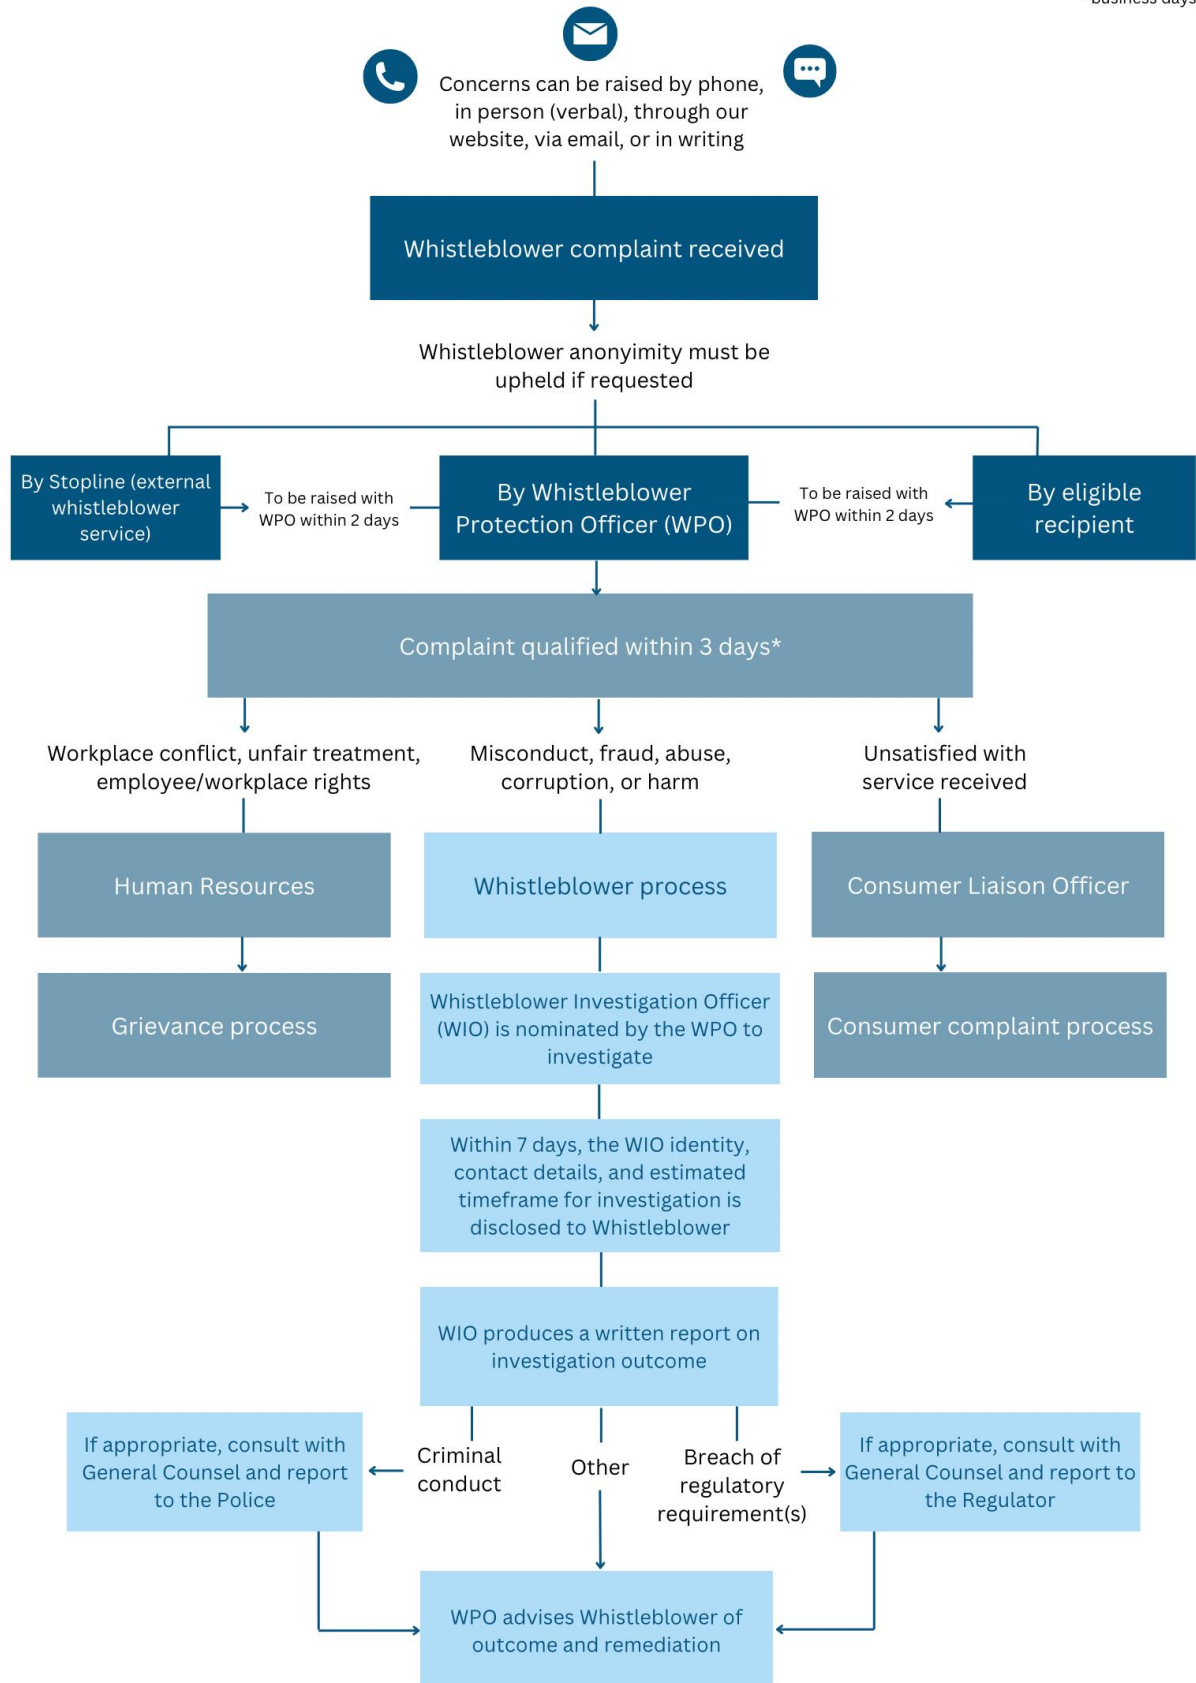 business days
Concerns can be raised by phone,
in person (verbal), through our
website, via email, or in writing
Whistleblower complaint received
Whistleblower anonyimity must be
upheld if requested
By Stopline (external
whistleblower
service)
To be raised with
WPO within 2 days
By Whistleblower
Protection Officer (WPO)
To be raised with
WPO within 2 days
By eligible
recipient
Complaint qualified within 3 days*
Workplace conflict, unfair treatment,
employee/workplace rights
Misconduct, fraud, abuse,
corruption, or harm
Unsatisfied with
service received
Human Resources
Whistleblower process
Consumer Liaison Officer
Grievance process
Whistleblower Investigation Officer
(WIO) is nominated by the WPO to
investigate
Consumer complaint process
Within 7 days, the WIO identity,
contact details, and estimated
timeframe for investigation is
disclosed to Whistleblower
WIO produces a written report on
investigation outcome
If appropriate, consult with
General Counsel and report
to the Police
Criminal
conduct
Other
Breach of
regulatory
requirement(s)
If appropriate, consult with
General Counsel and report to
the Regulator
WPO advises Whistleblower of
outcome and remediation